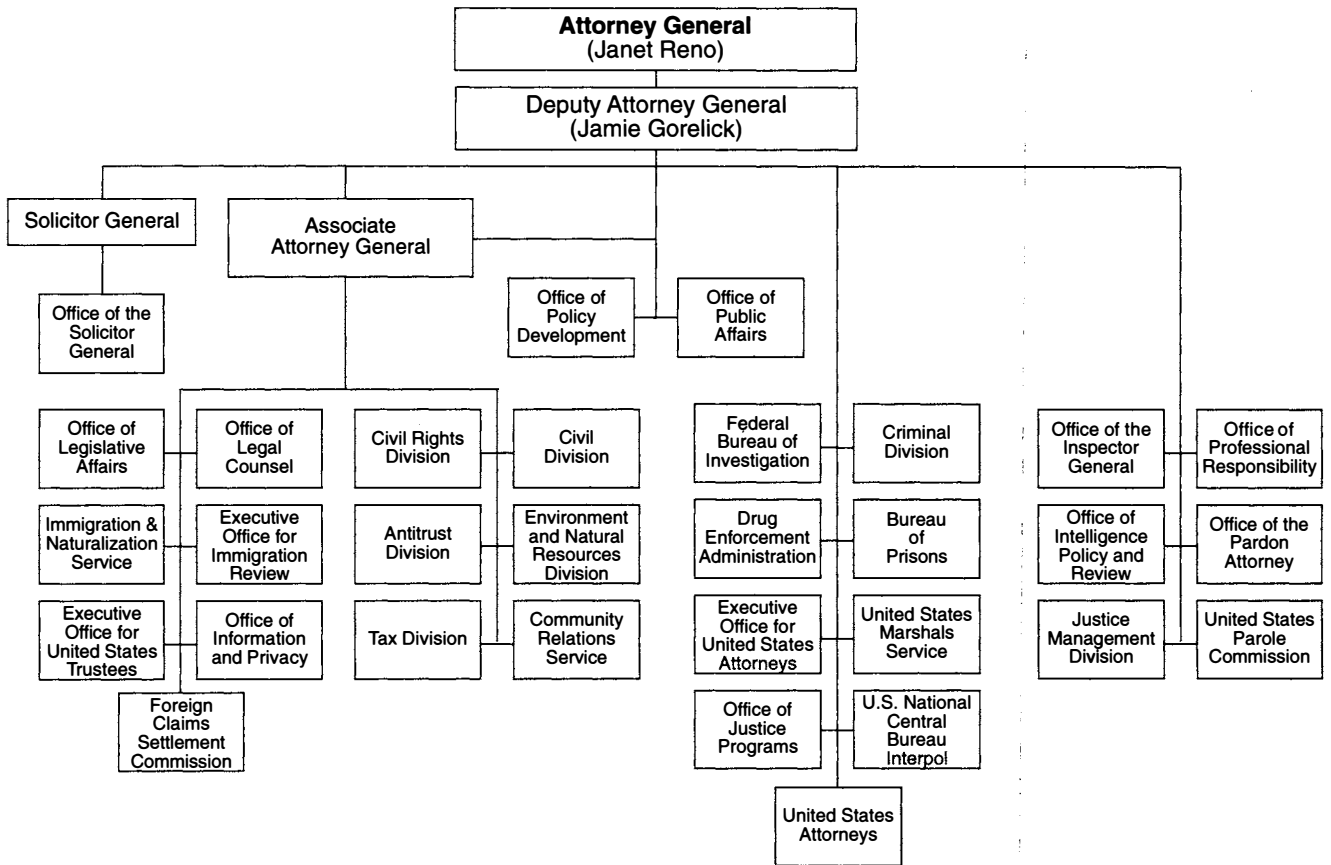 Attorney General
(Janet Reno)
Deputy Attorney General
(Jamie Gorelick)
Solicitor General
Associate
Attorney General
Office of the
Solicitor
General
Office of
Policy
Development
Office of
Public
Affairs
Office of
Legislative
Affairs
Office of
Legal
Counsel
Civil Rights
Division
Civil
Division
Federal
Bureau of
Investigation
Criminal
Division
Office of the
Inspector
General
Office of
Professional
Responsibility
Immigration &
Naturalization
Service
Executive
Office for
Immigration
Review
Antitrust
Division
Environment
and Natural
Resources
Division
Drug
Enforcement
Administration
Bureau
of
Prisons
Office of
Intelligence
Policy and
Review
Office of the
Pardon
Attorney
Executive
Office for
United States
Trustees
Office of
Information
and Privacy
Tax Division
Community
Relations
Service
Executive
Office for
United States
Attorneys
United States
Marshals
Service
Justice
Management
Division
United States
Parole
Commission
Foreign
Claims
Settlement
Commission
Office of
Justice
Programs
U.S. National
Central
Bureau
Interpol
United States
Attorneys